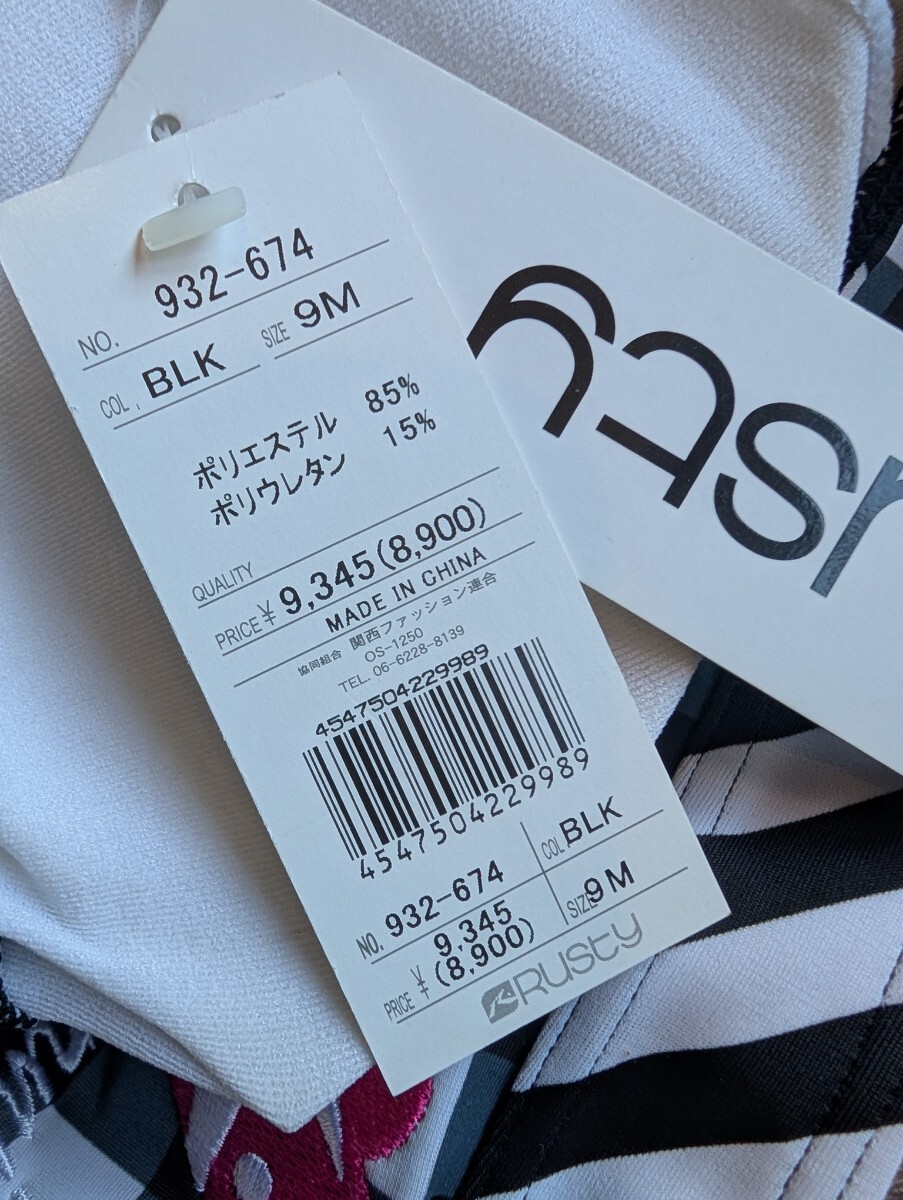 NO. 932-674
COL. BLK SIZE 9M
ポリエステル 85%
ポリウレタン 15%
QUALITY
PRICE ¥ 9,345(8,900)
MADE IN CHINA
協同組合 関西ファッション連合
OS-1250
TEL. 06-6228-8139
4547504229989
4547504229989
NO. 932-674 COL. BLK
PRICE ¥ 9,345 SIZE 9M
(8,900)
RUSTY